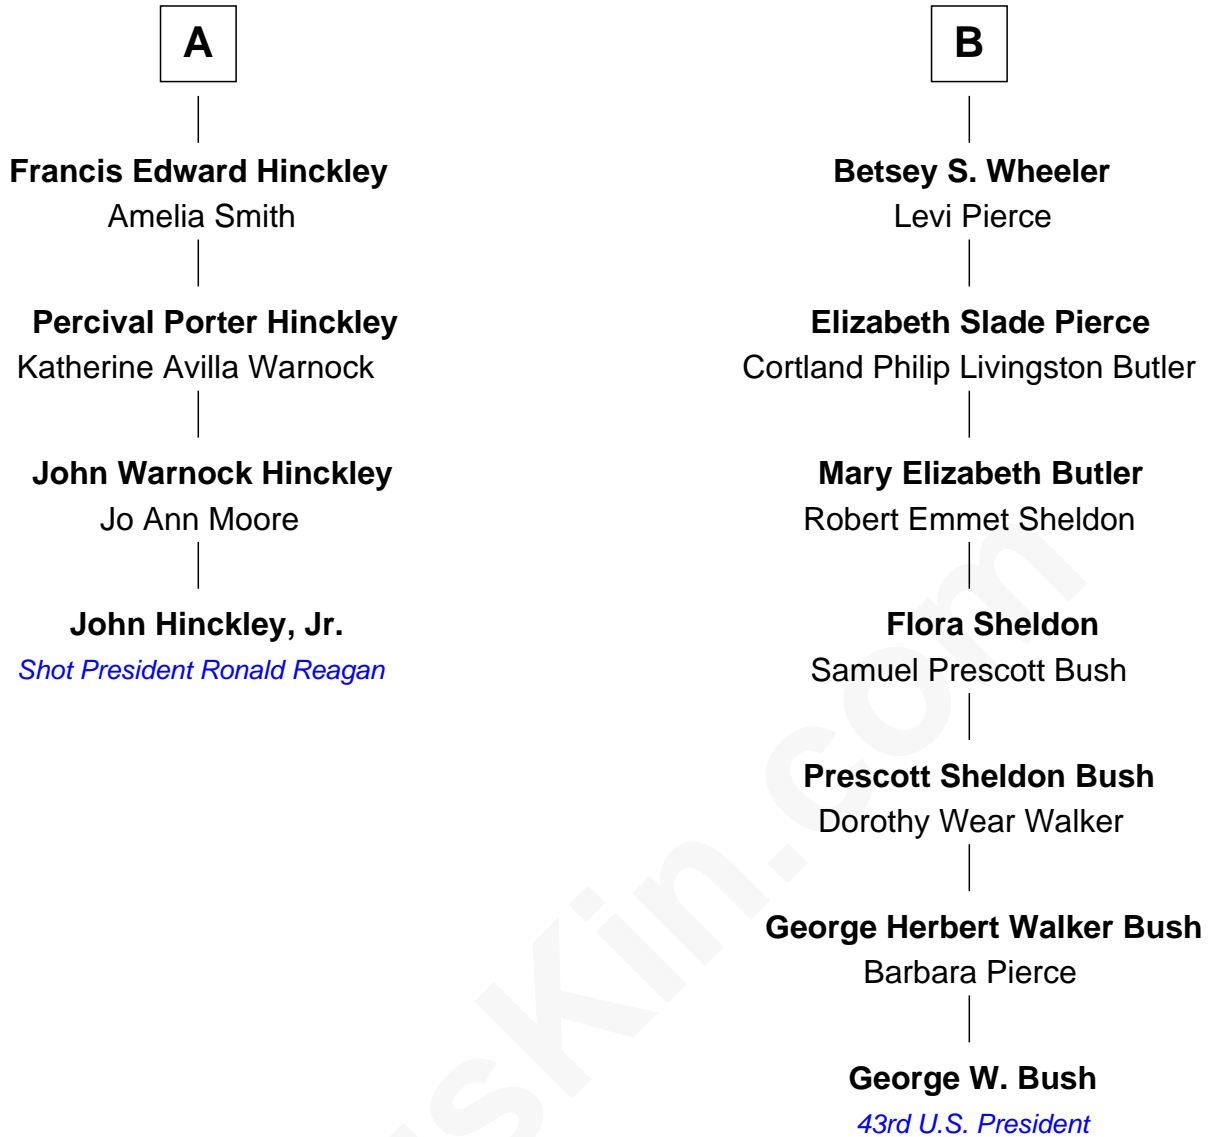 A
Francis Edward Hinckley
Amelia Smith
Percival Porter Hinckley
Katherine Avilla Warnock
John Warnock Hinckley
Jo Ann Moore
John Hinckley, Jr.
Shot President Ronald Reagan
B
Betsey S. Wheeler
Levi Pierce
Elizabeth Slade Pierce
Cortland Philip Livingston Butler
Mary Elizabeth Butler
Robert Emmet Sheldon
Flora Sheldon
Samuel Prescott Bush
Prescott Sheldon Bush
Dorothy Wear Walker
George Herbert Walker Bush
Barbara Pierce
George W. Bush
43rd U.S. President
sKin.com